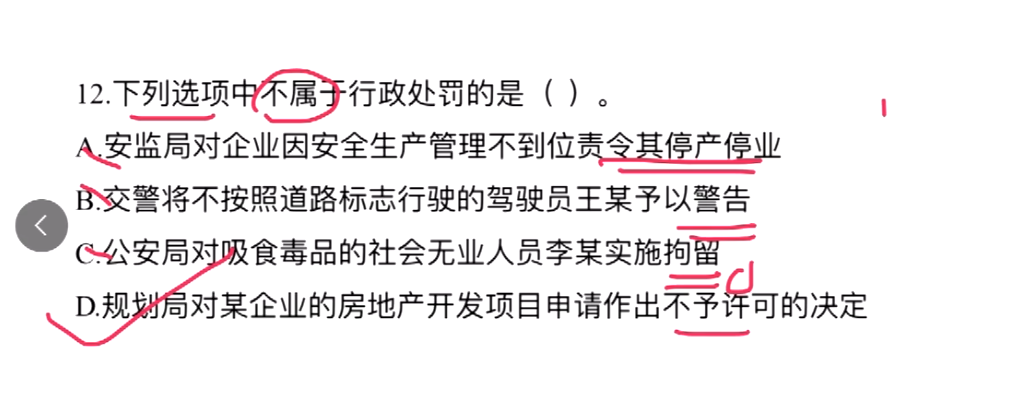 12.下列选项中不属于行政处罚的是（ ）。
A.安监局对企业因安全生产管理不到位责令其停产停业
B.交警将不按照道路标志行驶的驾驶员王某予以警告
C.公安局对吸食毒品的社会无业人员李某实施拘留
D.规划局对某企业的房地产开发项目申请作出不予许可的决定